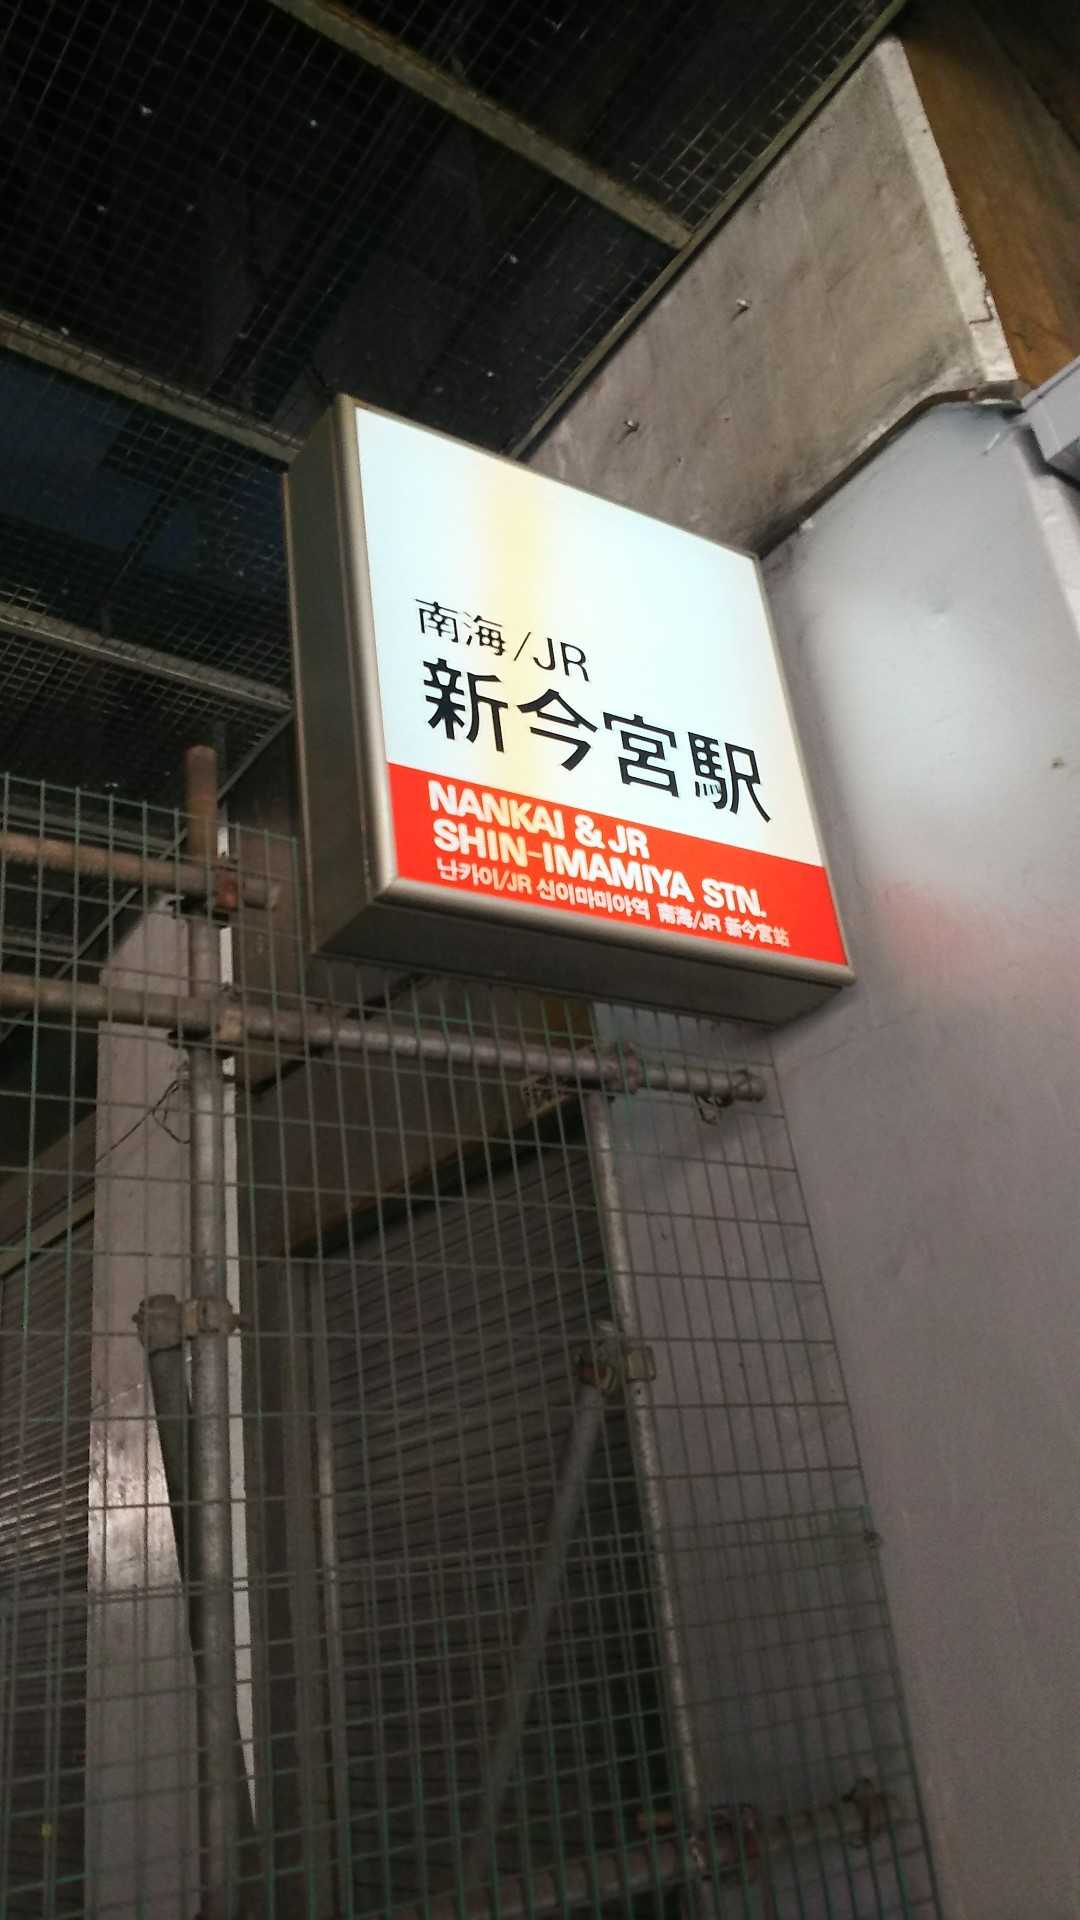 南海/JR
新今宮駅
NANKAI & JR
SHIN-IMAMIYA STN.
난카이/JR 신이마미야역 南海/JR 新今宮站